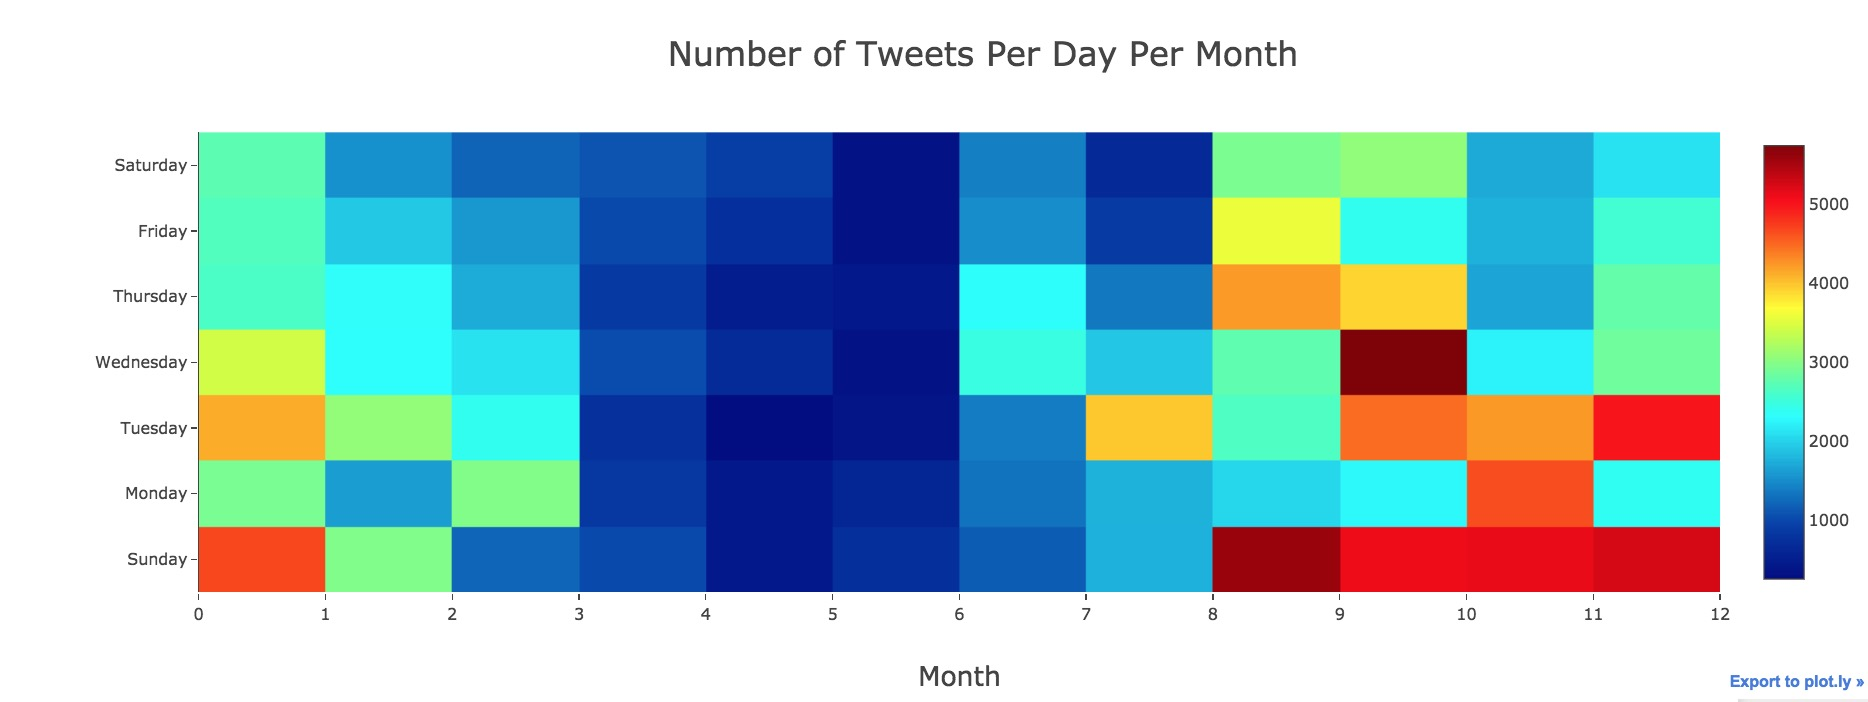 Number of Tweets Per Day Per Month
Saturday
Friday
Thursday
Wednesday
Tuesday
Monday
Sunday
0 1 2 3 4 5 6 7 8 9 10 11 12
Month
5000
4000
3000
2000
1000
Export to plot.ly »